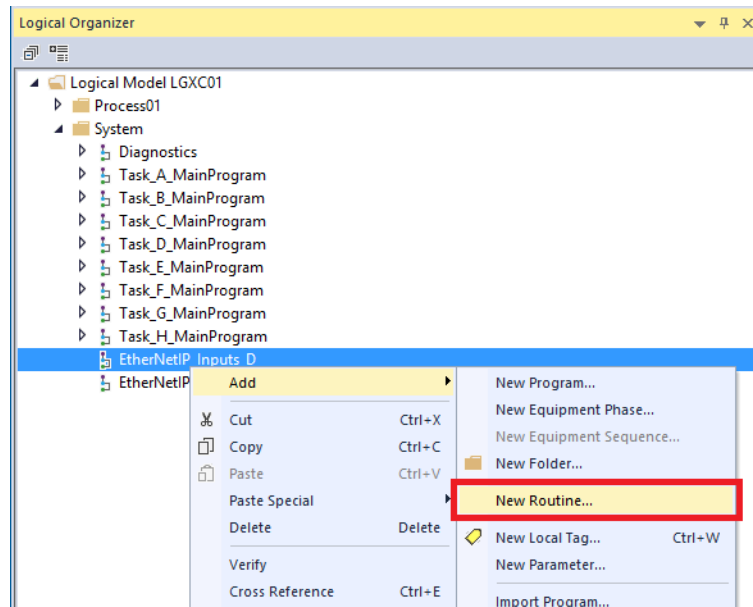 Logical Organizer
Logical Model LGXC01
Process01
System
Diagnostics
Task_A_MainProgram
Task_B_MainProgram
Task_C_MainProgram
Task_D_MainProgram
Task_E_MainProgram
Task_F_MainProgram
Task_G_MainProgram
Task_H_MainProgram
EtherNetIP_Inputs_D
EtherNetIP
Add
Cut Ctrl+X
Copy Ctrl+C
Paste Ctrl+V
Paste Special
Delete Delete
Verify
Cross Reference Ctrl+E
New Program...
New Equipment Phase...
New Equipment Sequence...
New Folder...
New Routine...
New Local Tag... Ctrl+W
New Parameter...
Import Program...